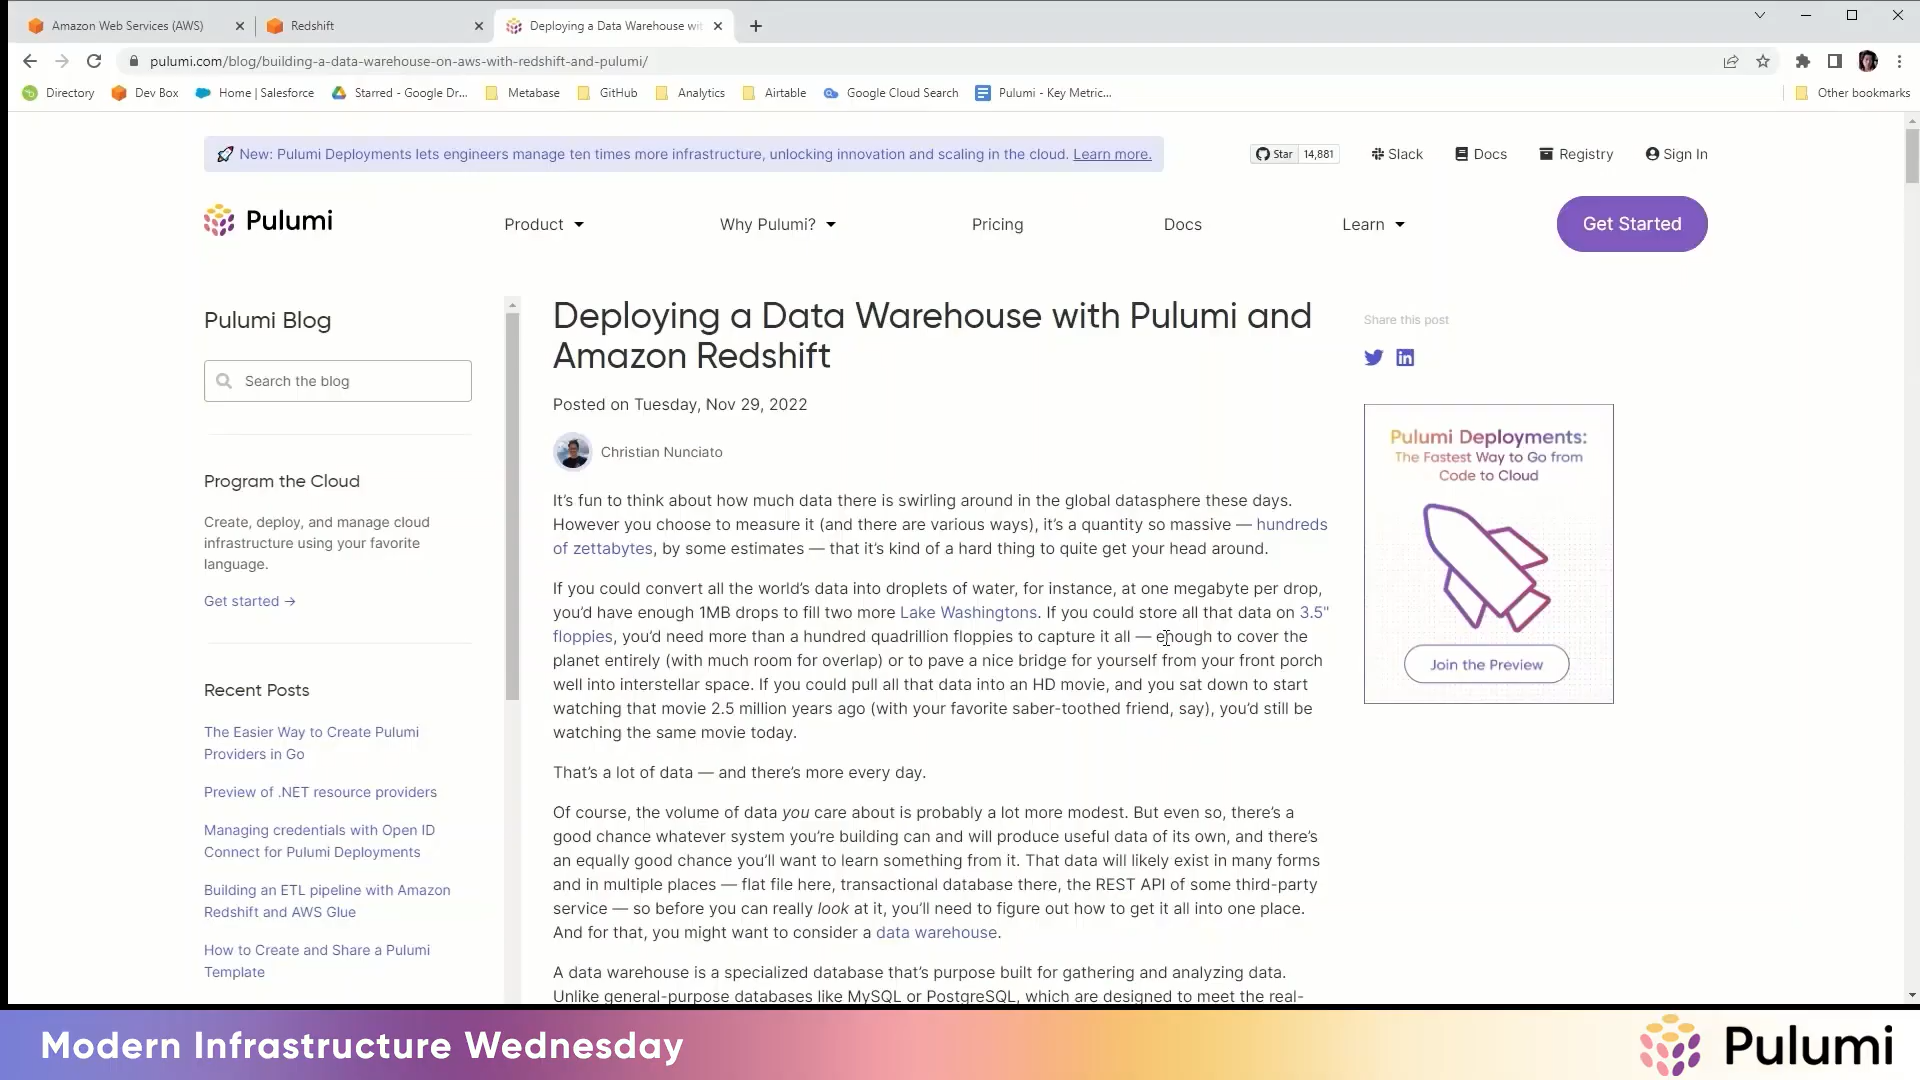 Amazon Web Services (AWS)
Redshift
Deploying a Data Warehouse wit
pulumi.com/blog/building-a-data-warehouse-on-aws-with-redshift-and-pulumi/
Directory
Dev Box
Home | Salesforce
Starred - Google Dr...
Metabase
GitHub
Analytics
Airtable
Google Cloud Search
Pulumi - Key Metric...
Other bookmarks
New: Pulumi Deployments lets engineers manage ten times more infrastructure, unlocking innovation and scaling in the cloud. Learn more.
Star 14,881
Slack
Docs
Registry
Sign In
Pulumi
Product
Why Pulumi?
Pricing
Docs
Learn
Get Started
Pulumi Blog
Search the blog
Program the Cloud
Create, deploy, and manage cloud
infrastructure using your favorite
language.
Get started →
Recent Posts
The Easier Way to Create Pulumi
Providers in Go
Preview of .NET resource providers
Managing credentials with Open ID
Connect for Pulumi Deployments
Building an ETL pipeline with Amazon
Redshift and AWS Glue
How to Create and Share a Pulumi
Template
Deploying a Data Warehouse with Pulumi and
Amazon Redshift
Posted on Tuesday, Nov 29, 2022
Christian Nunciato
It's fun to think about how much data there is swirling around in the global datasphere these days.
However you choose to measure it (and there are various ways), it's a quantity so massive — hundreds
of zettabytes, by some estimates — that it's kind of a hard thing to quite get your head around.
If you could convert all the world's data into droplets of water, for instance, at one megabyte per drop,
you'd have enough 1MB drops to fill two more Lake Washingtons. If you could store all that data on 3.5"
floppies, you'd need more than a hundred quadrillion floppies to capture it all — enough to cover the
planet entirely (with much room for overlap) or to pave a nice bridge for yourself from your front porch
well into interstellar space. If you could pull all that data into an HD movie, and you sat down to start
watching that movie 2.5 million years ago (with your favorite saber-toothed friend, say), you'd still be
watching the same movie today.
That's a lot of data — and there's more every day.
Of course, the volume of data you care about is probably a lot more modest. But even so, there's a
good chance whatever system you're building can and will produce useful data of its own, and there's
an equally good chance you'll want to learn something from it. That data will likely exist in many forms
and in multiple places — flat file here, transactional database there, the REST API of some third-party
service — so before you can really look at it, you'll need to figure out how to get it all into one place.
And for that, you might want to consider a data warehouse.
A data warehouse is a specialized database that's purpose built for gathering and analyzing data.
Unlike general-purpose databases like MySQL or PostgreSQL, which are designed to meet the real-
Share this post
Pulumi Deployments:
The Fastest Way to Go from
Code to Cloud
Join the Preview
Modern Infrastructure Wednesday
Pulumi